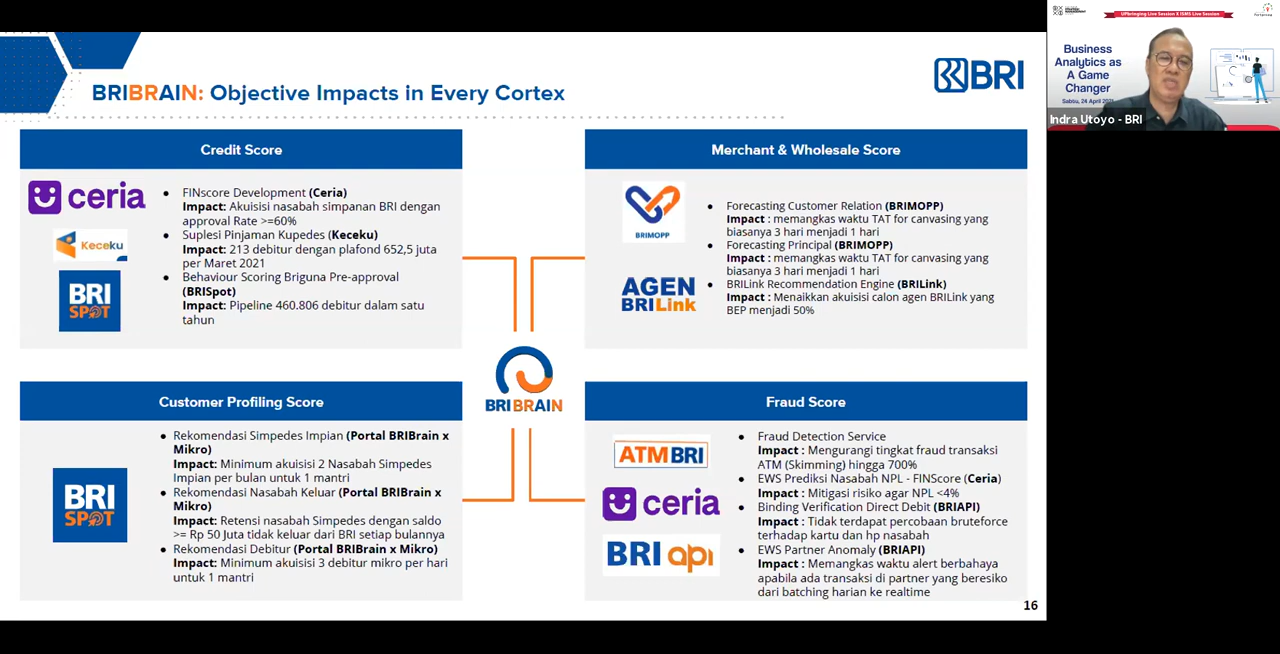 BRIBRAIN: Objective Impacts in Every Cortex
BRI
Credit Score
ceria
Keceku
BRI
SPOT
● FINscore Development (Ceria)
Impact: Akuisisi nasabah simpanan BRI dengan
approval Rate >=60%
● Suplesi Pinjaman Kupedes (Keceku)
Impact: 213 debitur dengan plafond 652,5 juta
per Maret 2021
● Behaviour Scoring Briguna Pre-approval
(BRISpot)
Impact: Pipeline 460.806 debitur dalam satu
tahun
Merchant & Wholesale Score
BRIMOPP
AGEN
BRILink
● Forecasting Customer Relation (BRIMOPP)
Impact : memangkas waktu TAT for canvasing yang
biasanya 3 hari menjadi 1 hari
● Forecasting Principal (BRIMOPP)
Impact : memangkas waktu TAT for canvasing yang
biasanya 3 hari menjadi 1 hari
● BRILink Recommendation Engine (BRILink)
Impact : Menaikkan akuisisi calon agen BRILink yang
BEP menjadi 50%
BRIBRAIN
Customer Profiling Score
BRI
SPOT
● Rekomendasi Simpedes Impian (Portal BRIBrain x
Mikro)
Impact: Minimum akuisisi 2 Nasabah Simpedes
Impian per bulan untuk 1 mantri
● Rekomendasi Nasabah Keluar (Portal BRIBrain x
Mikro)
Impact: Retensi nasabah Simpedes dengan saldo
>= Rp 50 Juta tidak keluar dari BRI setiap bulannya
● Rekomendasi Debitur (Portal BRIBrain x Mikro)
Impact: Minimum akuisisi 3 debitur mikro per hari
untuk 1 mantri
Fraud Score
ATM BRI
ceria
BRI api
● Fraud Detection Service
Impact : Mengurangi tingkat fraud transaksi
ATM (Skimming) hingga 700%
● EWS Prediksi Nasabah NPL - FINScore (Ceria)
Impact : Mitigasi risiko agar NPL <4%
● Binding Verification Direct Debit (BRIAPI)
Impact : Tidak terdapat percobaan bruteforce
terhadap kartu dan hp nasabah
● EWS Partner Anomaly (BRIAPI)
Impact : Memangkas waktu alert berbahaya
apabila ada transaksi di partner yang beresiko
dari batching harian ke realtime
16
UPbringing Live Session X ISMS Live Session
Business
Analytics as
A Game
Changer
Sabtu, 24 April
Indra Utoyo - BRI